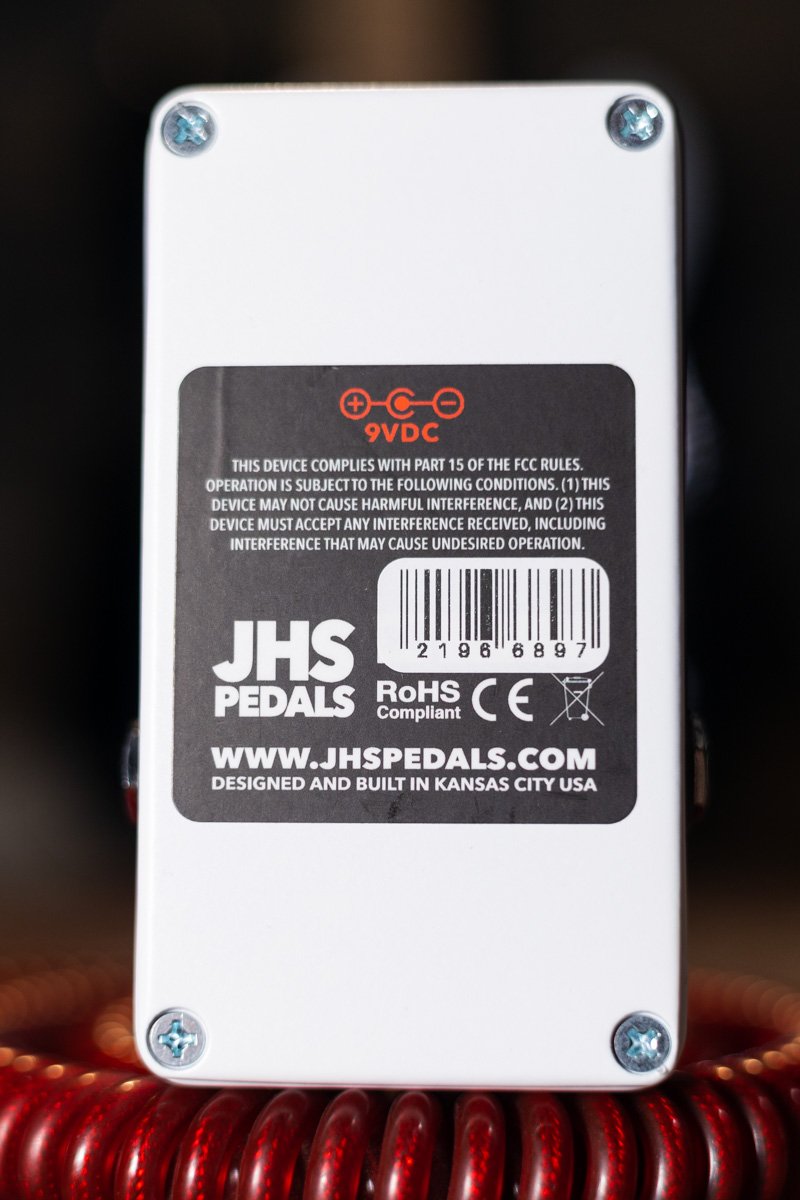 9VDC
THIS DEVICE COMPLIES WITH PART 15 OF THE FCC RULES.
OPERATION IS SUBJECT TO THE FOLLOWING CONDITIONS. (1) THIS
DEVICE MAY NOT CAUSE HARMFUL INTERFERENCE, AND (2) THIS
DEVICE MUST ACCEPT ANY INTERFERENCE RECEIVED, INCLUDING
INTERFERENCE THAT MAY CAUSE UNDESIRED OPERATION.
21966897
JHS
PEDALS
RoHS
Compliant
CE
WWW.JHSPEDALS.COM
DESIGNED AND BUILT IN KANSAS CITY USA